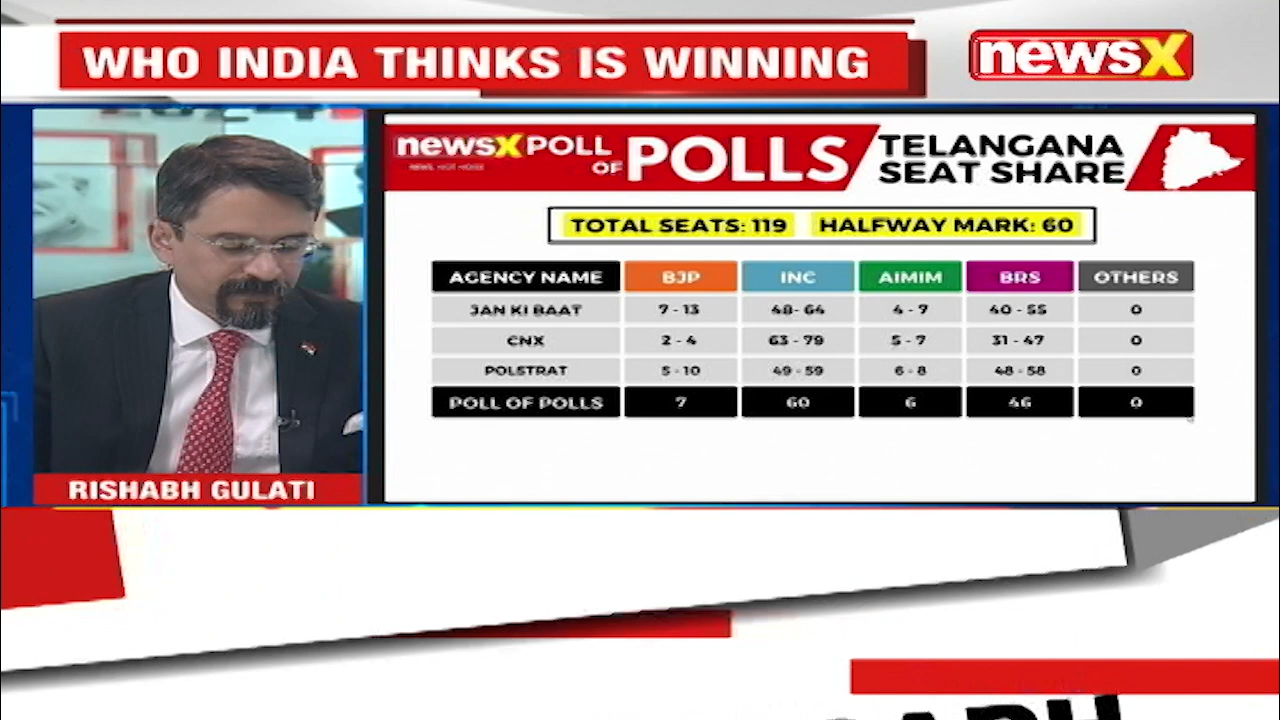 WHO INDIA THINKS IS WINNING
newsX
newsX POLL OF POLLS
TELANGANA
SEAT SHARE
TOTAL SEATS: 119 HALFWAY MARK: 60
AGENCY NAME BJP INC AIMIM BRS OTHERS
JAN KI BAAT 7 - 13 48 - 64 4 - 7 40 - 55 0
CNX 2 - 4 63 - 79 5 - 7 31 - 47 0
POLSTRAT 5 - 10 49 - 59 6 - 8 48 - 58 0
POLL OF POLLS 7 60 6 46 0
RISHABH GULATI